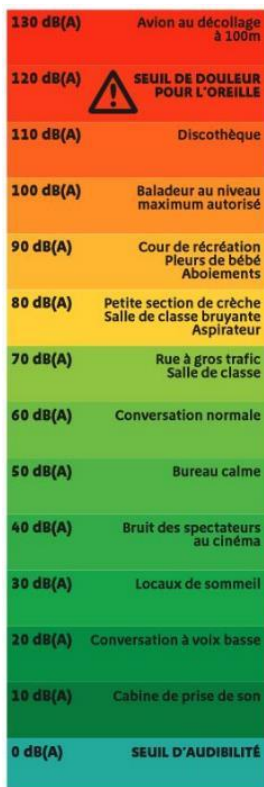 130 dB(A) Avion au décollage
à 100m
120 dB(A) SEUIL DE DOULEUR
POUR L'OREILLE
110 dB(A) Discothèque
100 dB(A) Baladeur au niveau
maximum autorisé
90 dB(A) Cour de récréation
Pleurs de bébé
Aboiements
80 dB(A) Petite section de crèche
Salle de classe bruyante
Aspirateur
70 dB(A) Rue à gros trafic
Salle de classe
60 dB(A) Conversation normale
50 dB(A) Bureau calme
40 dB(A) Bruit des spectateurs
au cinéma
30 dB(A) Locaux de sommeil
20 dB(A) Conversation à voix basse
10 dB(A) Cabine de prise de son
0 dB(A) SEUIL D'AUDIBILITÉ